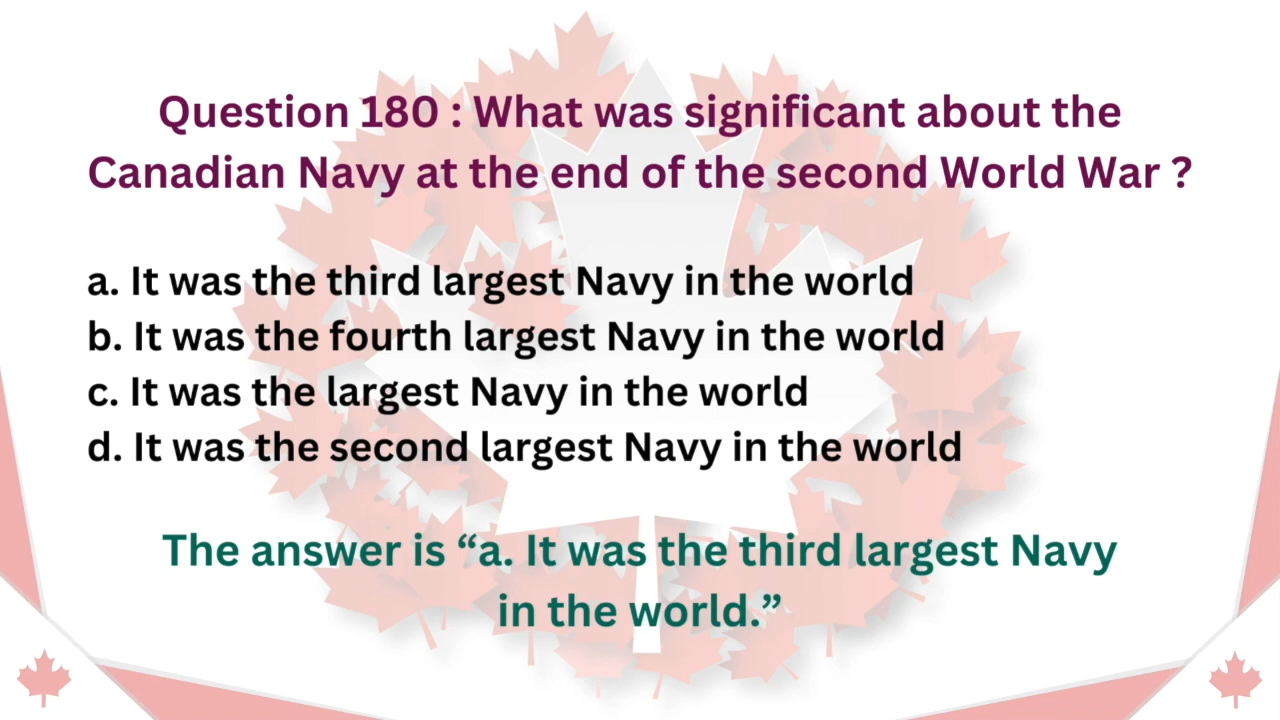 Question 180 : What was significant about the
Canadian Navy at the end of the second World War ?
a. It was the third largest Navy in the world
b. It was the fourth largest Navy in the world
c. It was the largest Navy in the world
d. It was the second largest Navy in the world
The answer is “a. It was the third largest Navy
in the world.”